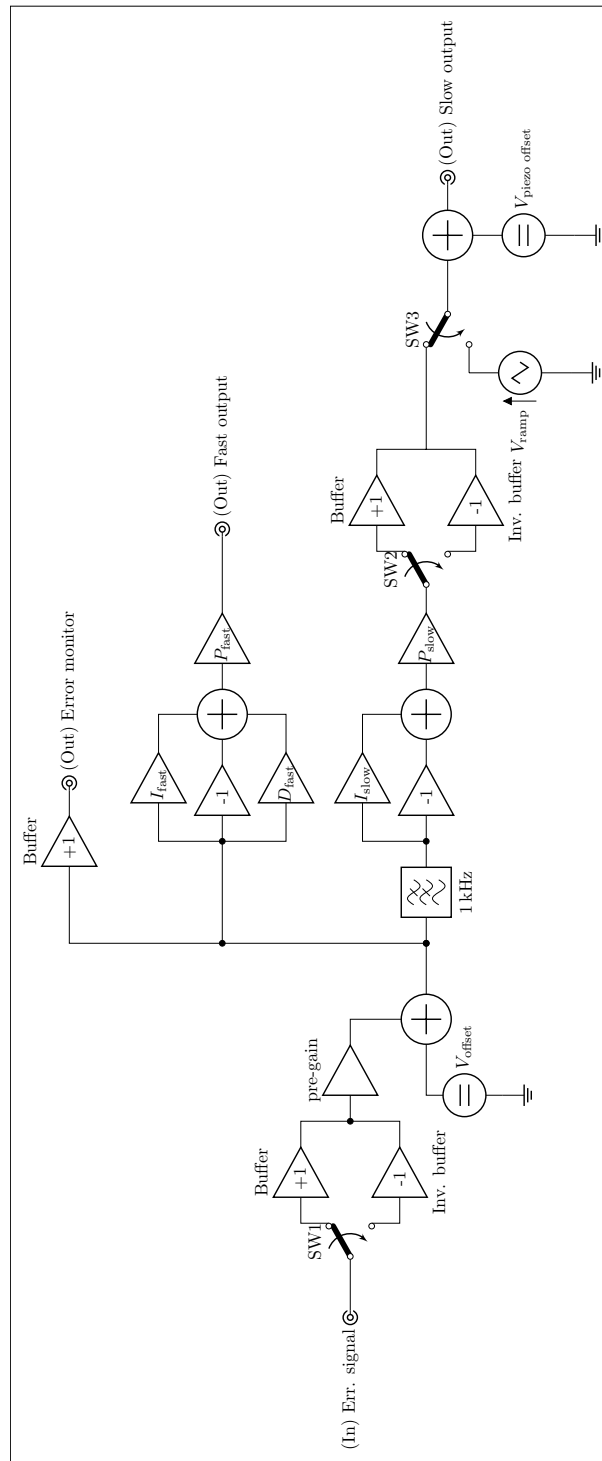 (In) Err. signal
SW1
Buffer
+1
-1
Inv. buffer
pre-gain
V_offset
Buffer
+1
(Out) Error monitor
I_fast
-1
D_fast
P_fast
(Out) Fast output
1 kHz
I_slow
-1
P_slow
SW2
Buffer
+1
-1
Inv. buffer
V_ramp
SW3
V_piezo offset
(Out) Slow output